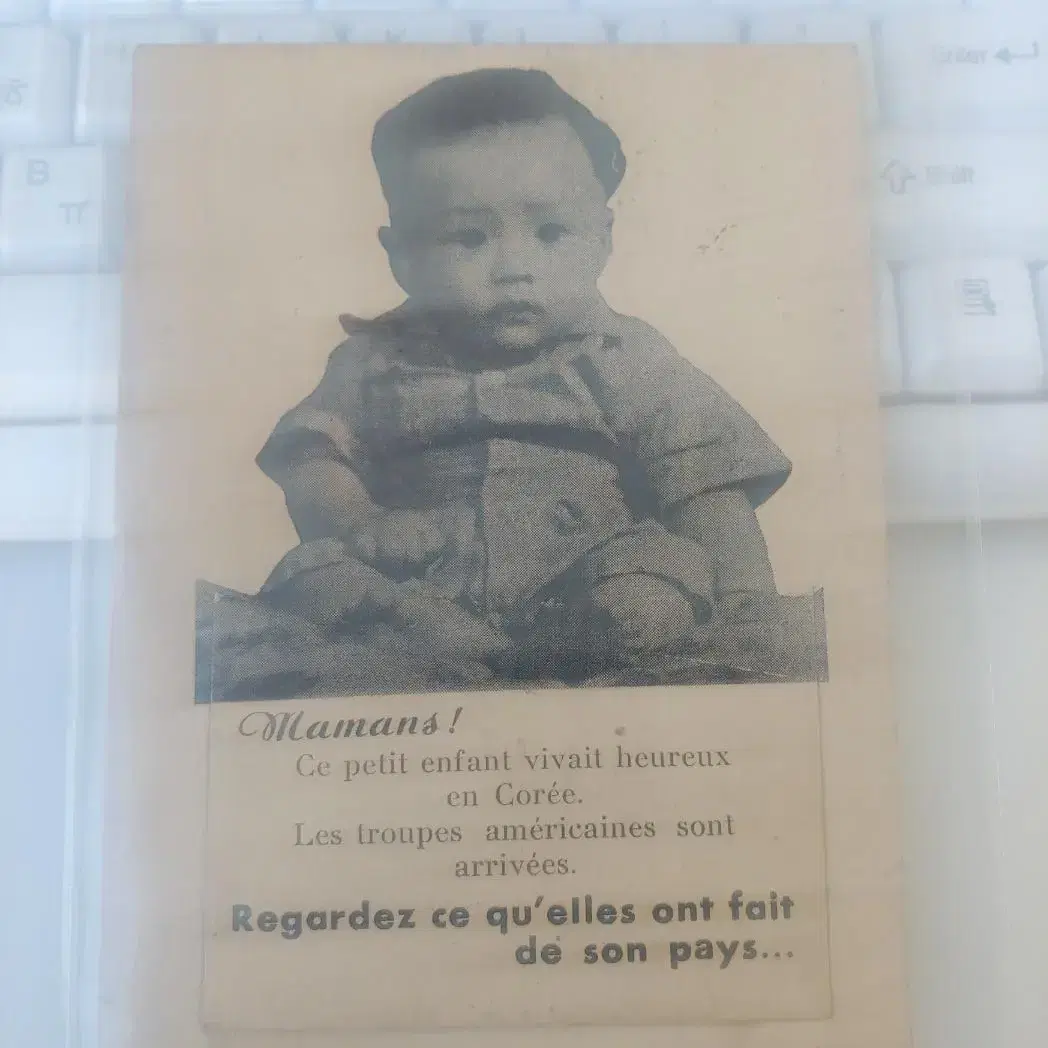 B
ㅠ
Mamans !
Ce petit enfant vivait heureux
en Corée.
Les troupes américaines sont
arrivées.
Regardez ce qu'elles ont fait
de son pays...